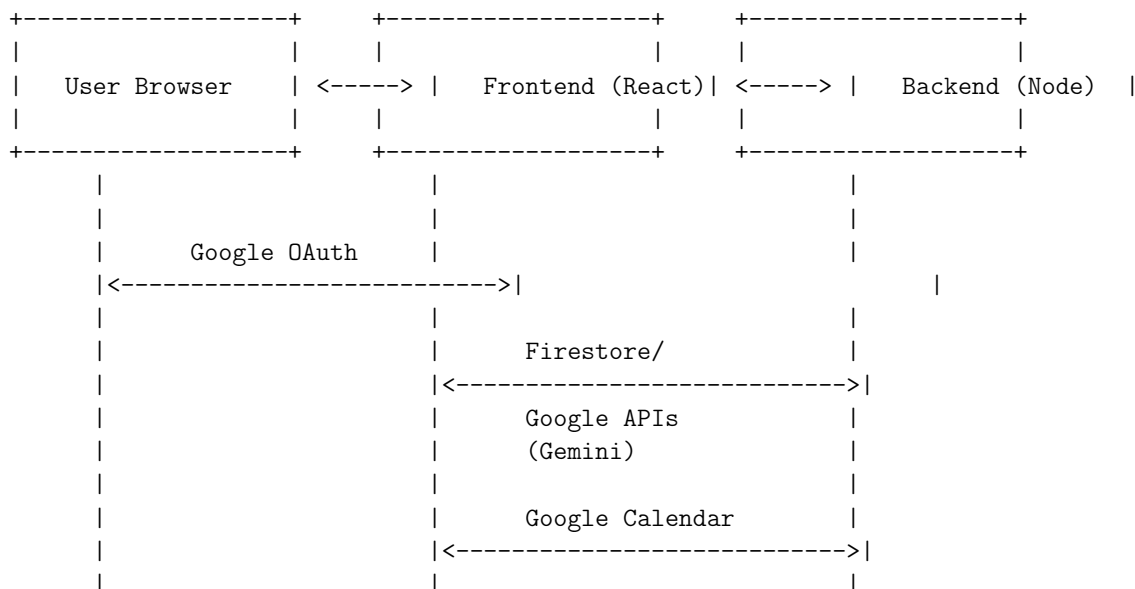 User Browser <-----> Frontend (React) <-----> Backend (Node)
Google OAuth
Firestore/
Google APIs
(Gemini)
Google Calendar